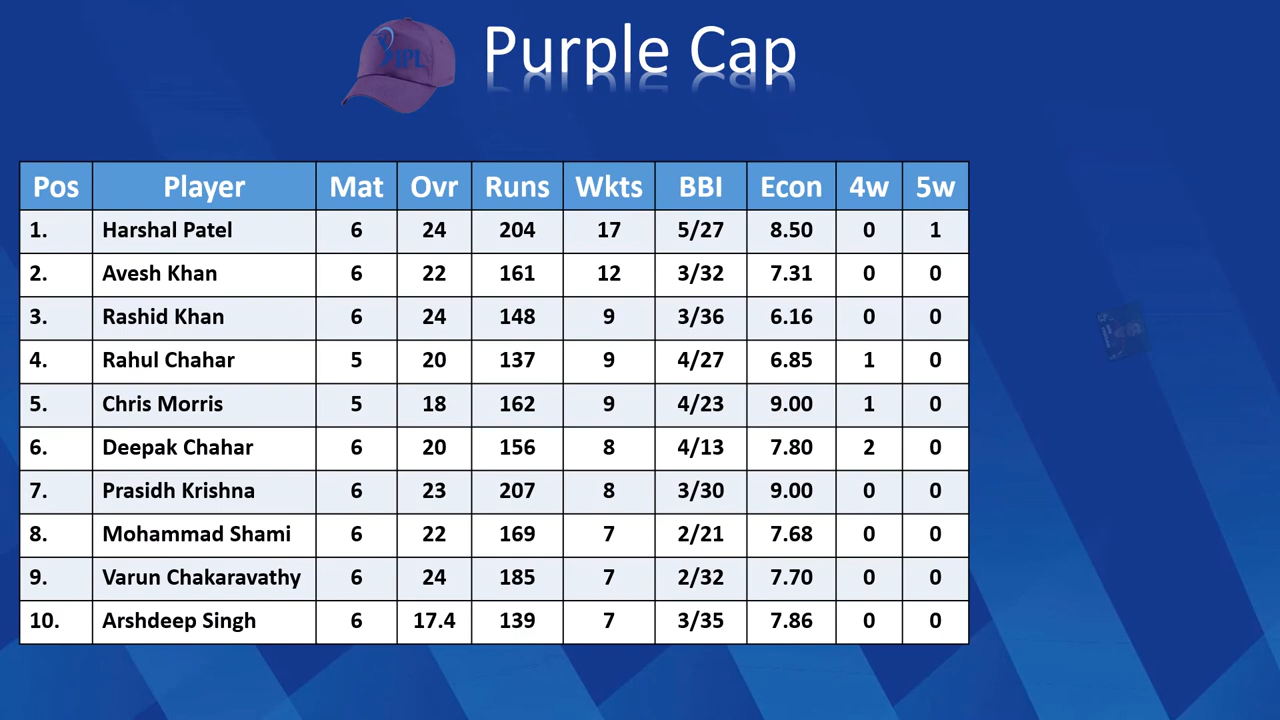 IPL
Purple Cap
Pos Player Mat Ovr Runs Wkts BBI Econ 4w 5w
1. Harshal Patel 6 24 204 17 5/27 8.50 0 1
2. Avesh Khan 6 22 161 12 3/32 7.31 0 0
3. Rashid Khan 6 24 148 9 3/36 6.16 0 0
4. Rahul Chahar 5 20 137 9 4/27 6.85 1 0
5. Chris Morris 5 18 162 9 4/23 9.00 1 0
6. Deepak Chahar 6 20 156 8 4/13 7.80 2 0
7. Prasidh Krishna 6 23 207 8 3/30 9.00 0 0
8. Mohammad Shami 6 22 169 7 2/21 7.68 0 0
9. Varun Chakaravathy 6 24 185 7 2/32 7.70 0 0
10. Arshdeep Singh 6 17.4 139 7 3/35 7.86 0 0